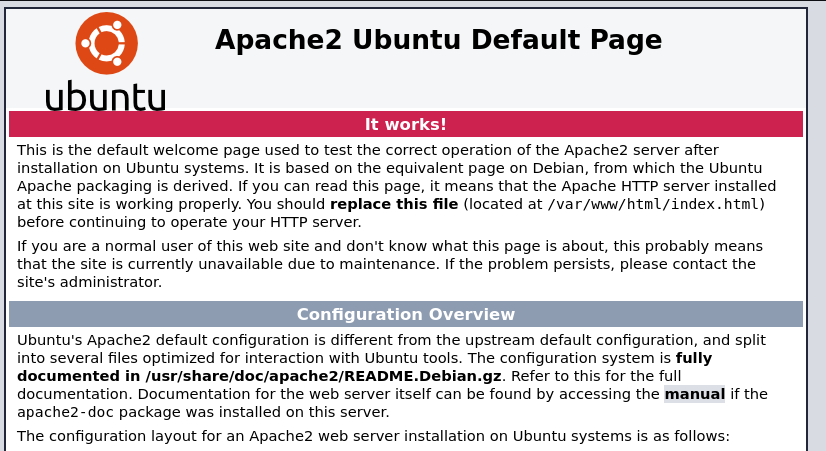 Apache2 Ubuntu Default Page
ubuntu
It works!
This is the default welcome page used to test the correct operation of the Apache2 server after
installation on Ubuntu systems. It is based on the equivalent page on Debian, from which the Ubuntu
Apache packaging is derived. If you can read this page, it means that the Apache HTTP server installed
at this site is working properly. You should replace this file (located at /var/www/html/index.html)
before continuing to operate your HTTP server.
If you are a normal user of this web site and don't know what this page is about, this probably means
that the site is currently unavailable due to maintenance. If the problem persists, please contact the
site's administrator.
Configuration Overview
Ubuntu's Apache2 default configuration is different from the upstream default configuration, and split
into several files optimized for interaction with Ubuntu tools. The configuration system is fully
documented in /usr/share/doc/apache2/README.Debian.gz. Refer to this for the full
documentation. Documentation for the web server itself can be found by accessing the manual if the
apache2-doc package was installed on this server.
The configuration layout for an Apache2 web server installation on Ubuntu systems is as follows: